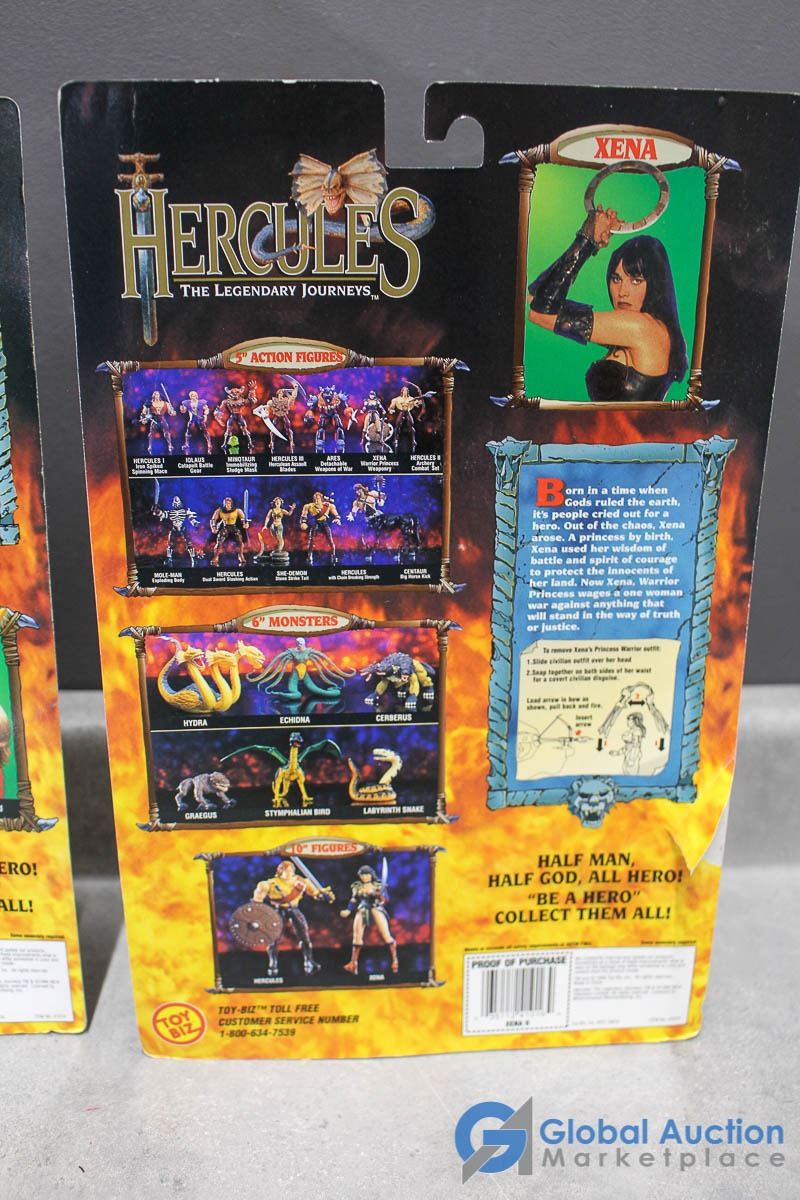 HERCULES
THE LEGENDARY JOURNEYS™
XENA
5" ACTION FIGURES
HERCULES I
Iron Spiked
Spinning Mace
IOLAUS
Catapult Battle
Gear
MINOTAUR
Immobilizing
Sludge Mask
HERCULES III
Herculean Assault
Blades
ARES
Detachable
Weapons of War
XENA
Warrior Princess
Weaponry
HERCULES II
Archery
Combat Set
MOLE-MAN
Exploding Body
HERCULES
Dual Sword Slashing Action
SHE-DEMON
Stone Strike Tail
HERCULES
with Chain Breaking Strength
CENTAUR
Big Horse Kick
6" MONSTERS
HYDRA
ECHIDNA
CERBERUS
GRAEGUS
STYMPHALIAN BIRD
LABYRINTH SNAKE
10" FIGURES
HERCULES
XENA
TOY BIZ
TOY-BIZ™ TOLL FREE
CUSTOMER SERVICE NUMBER
1-800-634-7539
Born in a time when
Gods ruled the earth,
it's people cried out for a
hero. Out of the chaos, Xena
arose. A princess by birth,
Xena used her wisdom of
battle and spirit of courage
to protect the innocents of
her land. Now Xena, Warrior
Princess wages a one woman
war against anything that
will stand in the way of truth
or justice.
To remove Xena's Princess Warrior outfit:
1. Slide civilian outfit over her head
2. Snap together on both sides of her waist
for a covert civilian disguise.
Load arrow in bow as
shown, pull back and fire.
Insert
arrow
HALF MAN,
HALF GOD, ALL HERO!
"BE A HERO"
COLLECT THEM ALL!
Some assembly required
PROOF OF PURCHASE
XENA II
ERO!
ALL!
Some assembly required
Global Auction
Marketplace